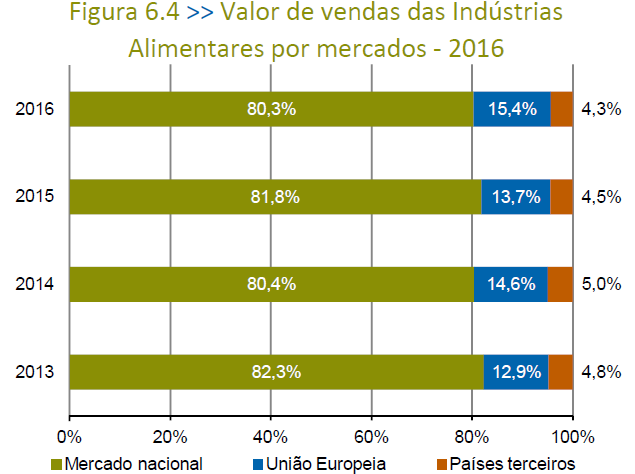 Figura 6.4 >> Valor de vendas das Indústrias
Alimentares por mercados - 2016
2016 80,3% 15,4% 4,3%
2015 81,8% 13,7% 4,5%
2014 80,4% 14,6% 5,0%
2013 82,3% 12,9% 4,8%
0% 20% 40% 60% 80% 100%
Mercado nacional União Europeia Países terceiros